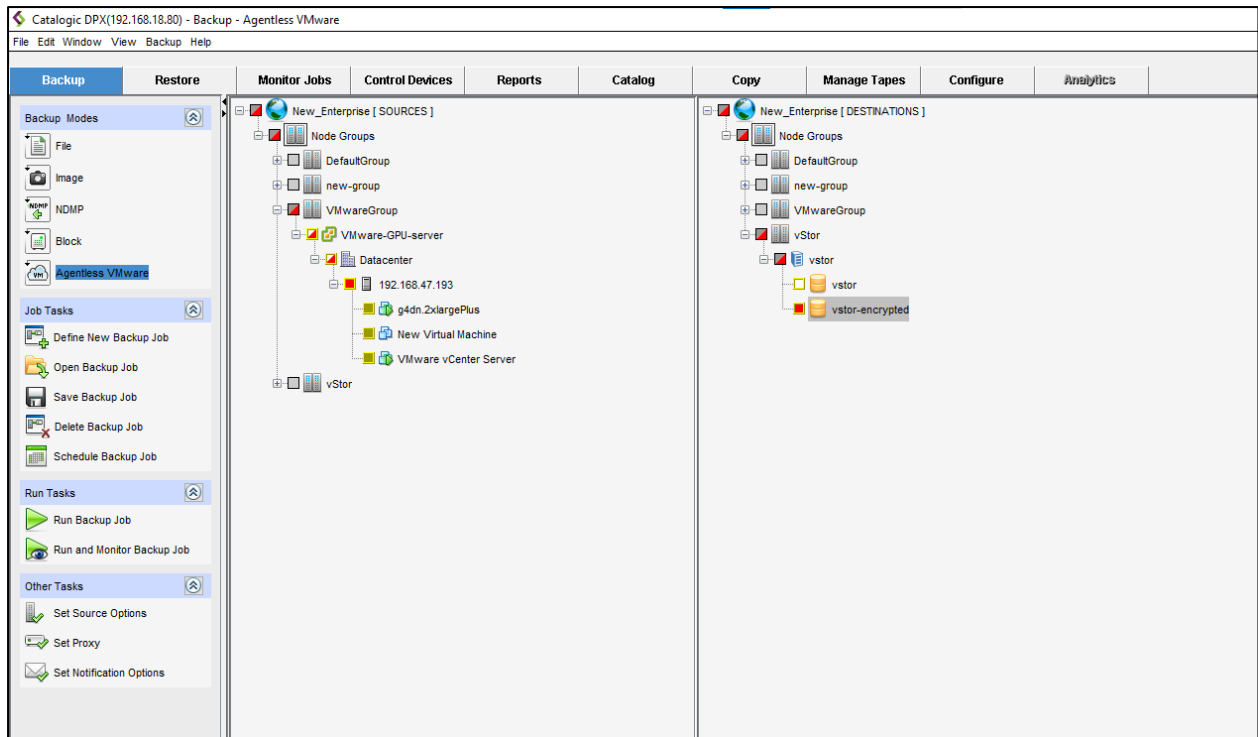 Catalogic DPX(192.168.18.80) - Backup - Agentless VMware
File Edit Window View Backup Help
Backup Restore Monitor Jobs Control Devices Reports Catalog Copy Manage Tapes Configure Analytics
Backup Modes
File
Image
NDMP
NDMP
Block
VM
Agentless VMware
Job Tasks
Define New Backup Job
Open Backup Job
Save Backup Job
Delete Backup Job
Schedule Backup Job
Run Tasks
Run Backup Job
Run and Monitor Backup Job
Other Tasks
Set Source Options
Set Proxy
Set Notification Options
New_Enterprise [ SOURCES ]
Node Groups
DefaultGroup
new-group
VMwareGroup
VMware-GPU-server
Datacenter
192.168.47.193
g4dn.2xlargePlus
New Virtual Machine
VMware vCenter Server
vStor
New_Enterprise [ DESTINATIONS ]
Node Groups
DefaultGroup
new-group
VMwareGroup
vStor
vstor
vstor
vstor-encrypted